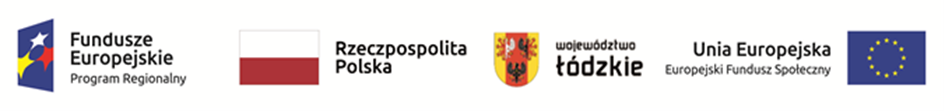 Fundusze
Europejskie
Program Regionalny
Rzeczpospolita
Polska
województwo
łódzkie
Unia Europejska
Europejski Fundusz Społeczny